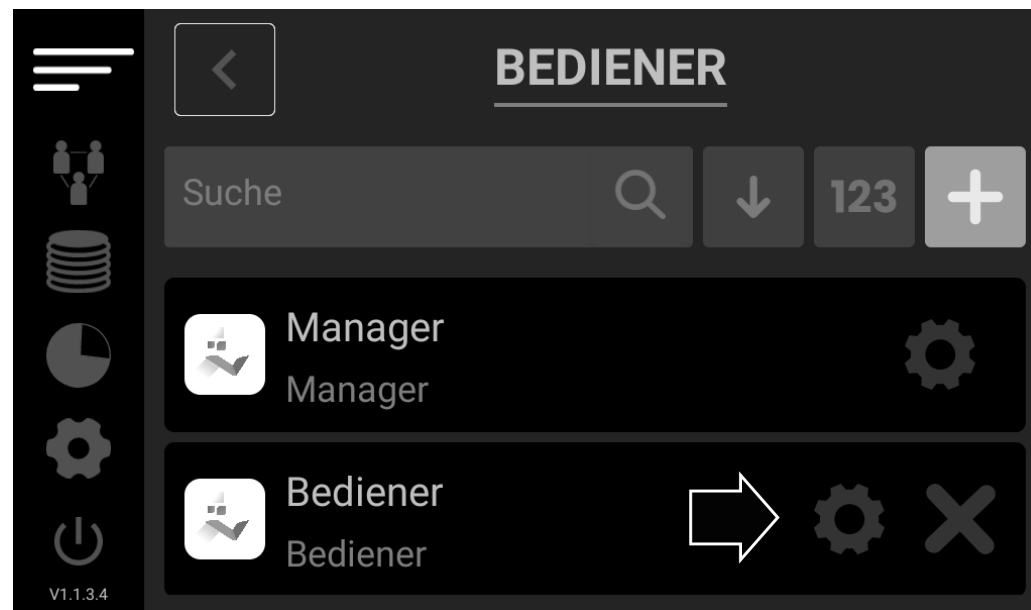 BEDIENER
Suche
123
Manager
Manager
Bediener
Bediener
V1.1.3.4